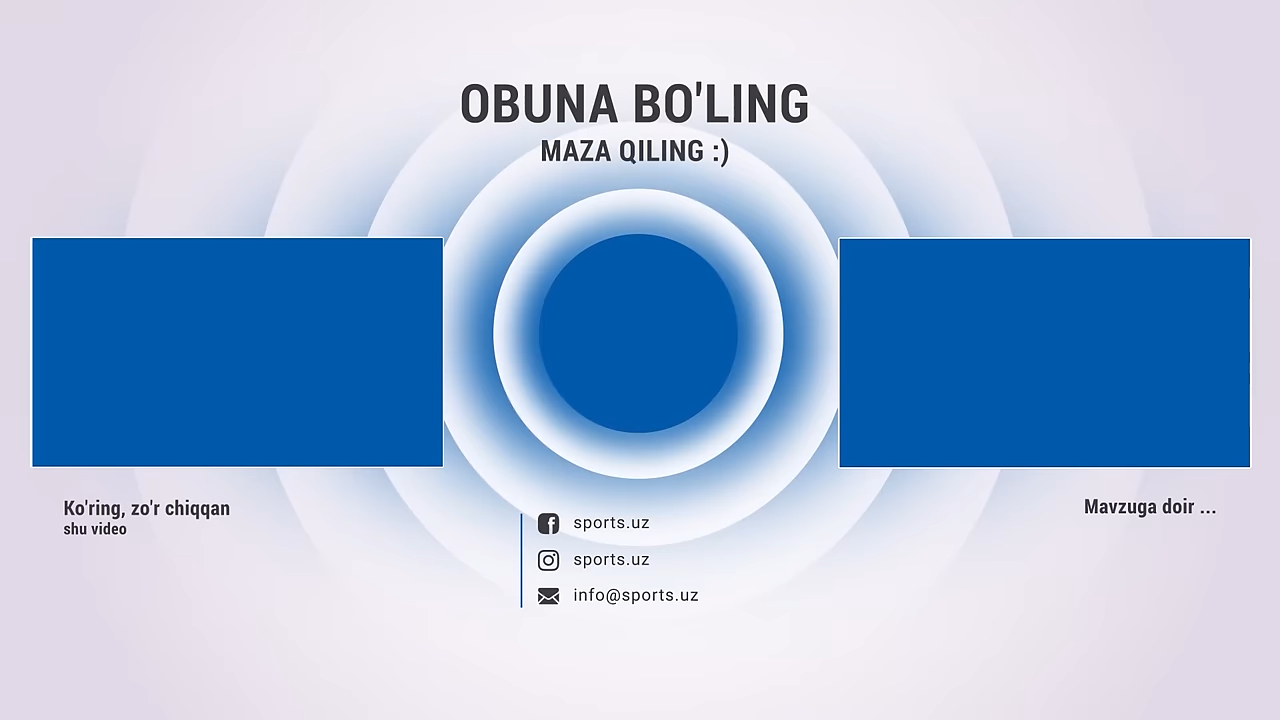 OBUNA BO'LING
MAZA QILING :)
Ko'ring, zo'r chiqqan
shu video
Mavzuga doir ...
sports.uz
sports.uz
info@sports.uz